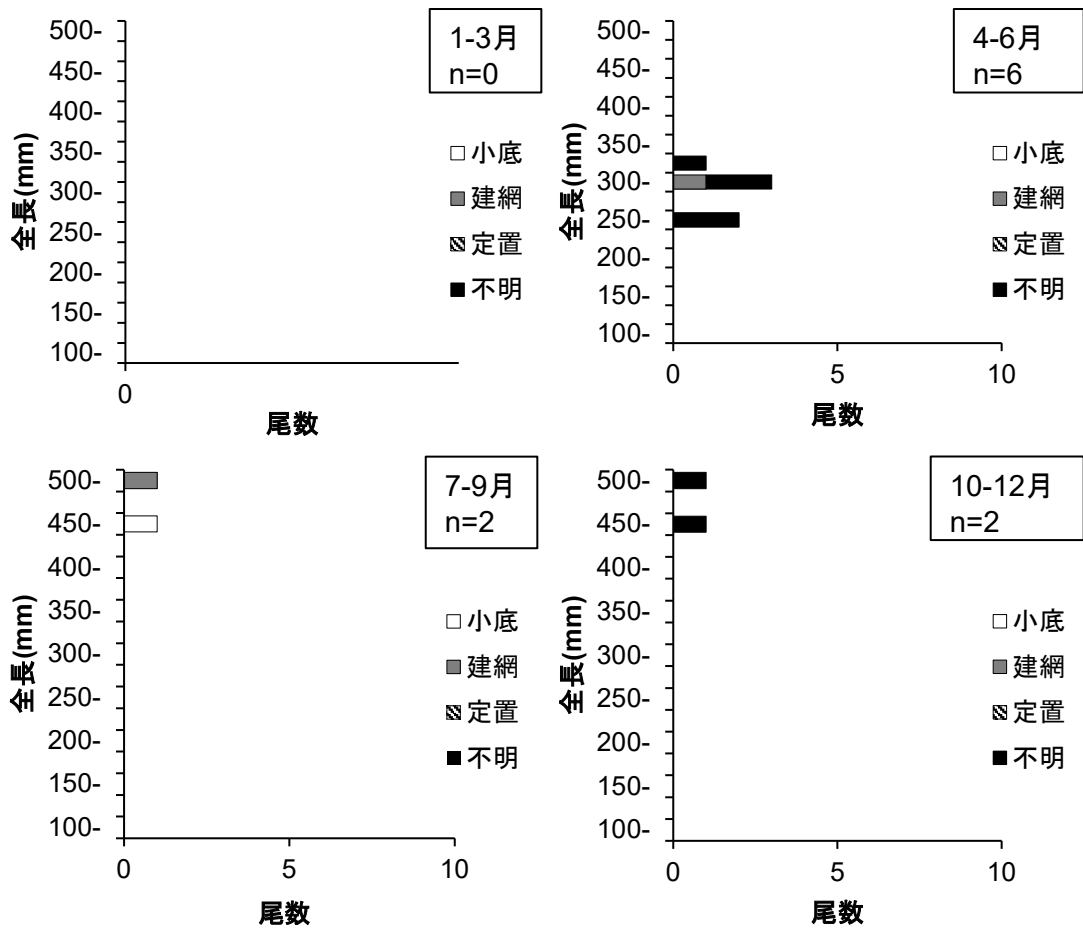 1-3月
n=0
500-
450-
400-
350-
300-
250-
200-
150-
100-
全長(mm)
0
尾数
小底
建網
定置
不明
4-6月
n=6
500-
450-
400-
350-
300-
250-
200-
150-
100-
全長(mm)
0 5 10
尾数
小底
建網
定置
不明
7-9月
n=2
500-
450-
400-
350-
300-
250-
200-
150-
100-
全長(mm)
0 5 10
尾数
小底
建網
定置
不明
10-12月
n=2
500-
450-
400-
350-
300-
250-
200-
150-
100-
全長(mm)
0 5 10
尾数
小底
建網
定置
不明